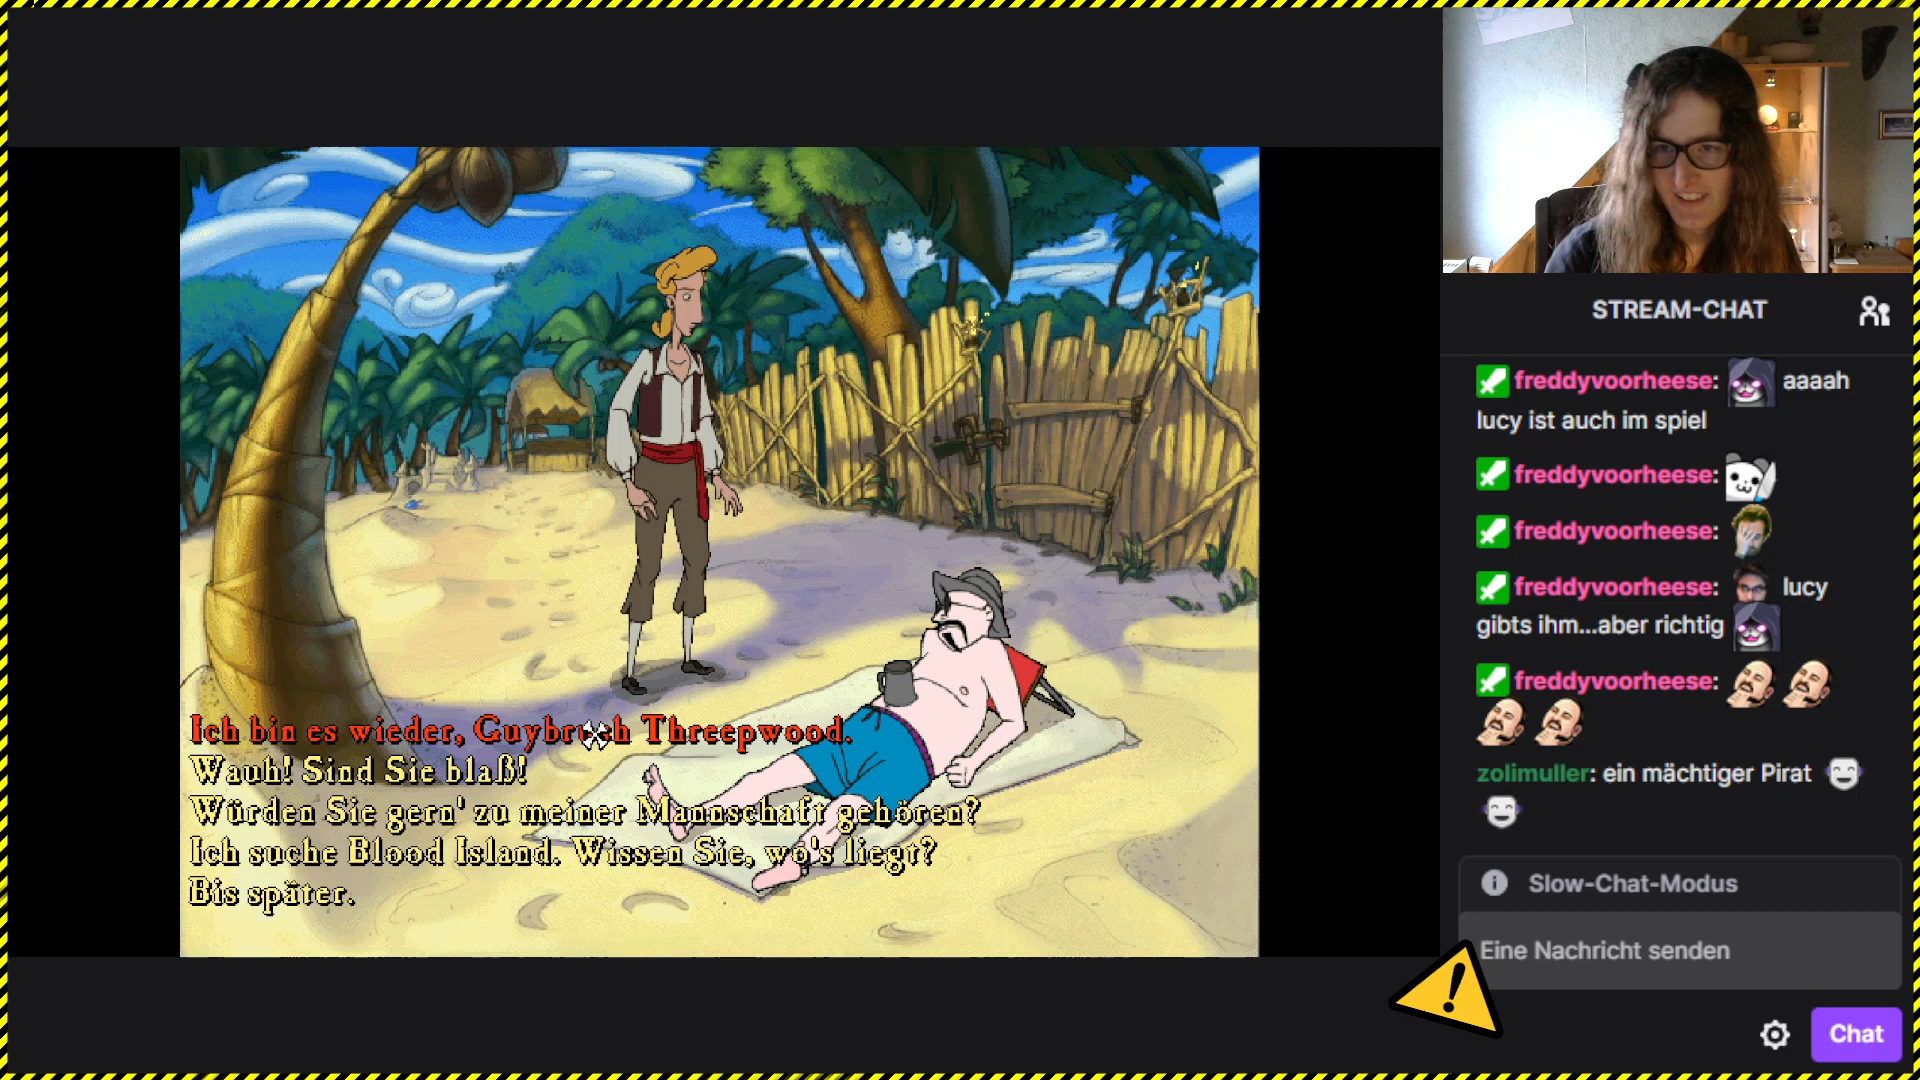 Ich bin es wieder, Guybrush Threepwood.
Wauh! Sind Sie blaß!
Würden Sie gern' zu meiner Mannschaft gehören?
Ich suche Blood Island. Wissen Sie, wo's liegt?
Bis später.
STREAM-CHAT
freddyvoorheese: aaaah
lucy ist auch im spiel
freddyvoorheese:
freddyvoorheese:
freddyvoorheese: lucy
gibts ihm...aber richtig
freddyvoorheese:
zolimuller: ein mächtiger Pirat
Slow-Chat-Modus
Eine Nachricht senden
Chat